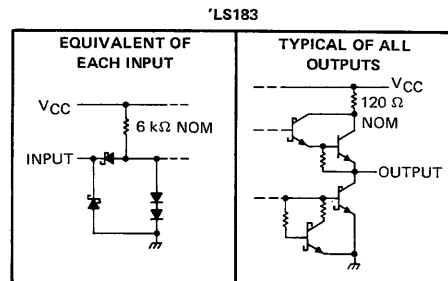 'LS183
EQUIVALENT OF
EACH INPUT
VCC
6 kΩ NOM
INPUT
TYPICAL OF ALL
OUTPUTS
VCC
120 Ω
NOM
OUTPUT